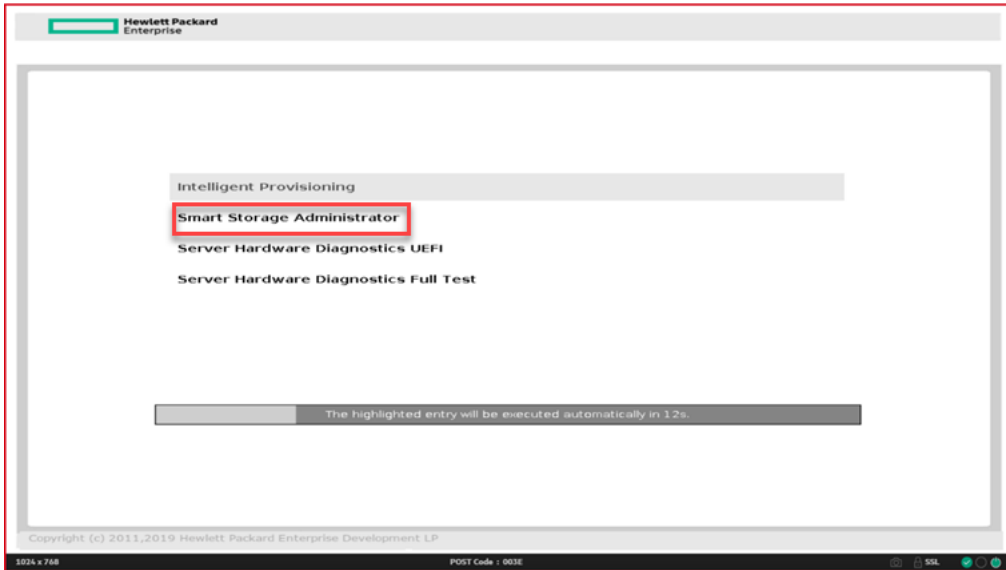 Hewlett Packard
Enterprise
Intelligent Provisioning
Smart Storage Administrator
Server Hardware Diagnostics UEFI
Server Hardware Diagnostics Full Test
The highlighted entry will be executed automatically in 12s.
Copyright (c) 2011,2019 Hewlett Packard Enterprise Development LP
1024 x 768 POST Code : 003E SSL